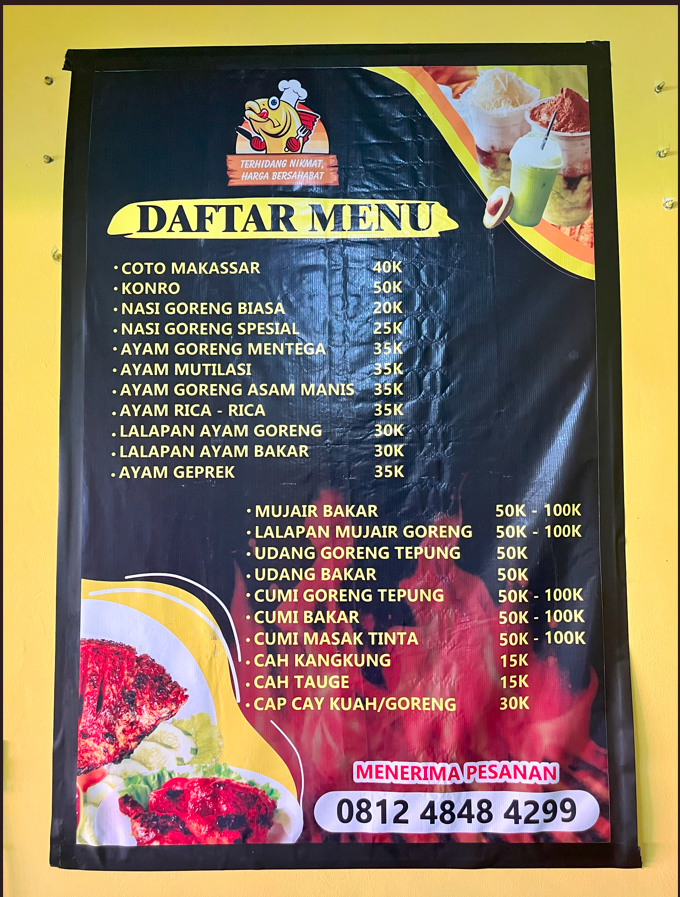 TERHIDANG NIKMAT,
HARGA BERSAHABAT
DAFTAR MENU
• COTO MAKASSAR 40K
• KONRO 50K
• NASI GORENG BIASA 20K
• NASI GORENG SPESIAL 25K
• AYAM GORENG MENTEGA 35K
• AYAM MUTILASI 35K
• AYAM GORENG ASAM MANIS 35K
• AYAM RICA - RICA 35K
• LALAPAN AYAM GORENG 30K
• LALAPAN AYAM BAKAR 30K
• AYAM GEPREK 35K
• MUJAIR BAKAR 50K - 100K
• LALAPAN MUJAIR GORENG 50K - 100K
• UDANG GORENG TEPUNG 50K
• UDANG BAKAR 50K
• CUMI GORENG TEPUNG 50K - 100K
• CUMI BAKAR 50K - 100K
• CUMI MASAK TINTA 50K - 100K
• CAH KANGKUNG 15K
• CAH TAUGE 15K
• CAP CAY KUAH/GORENG 30K
MENERIMA PESANAN
0812 4848 4299